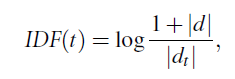 IDF(t) = log (1 + |d|) / |d_t| ,